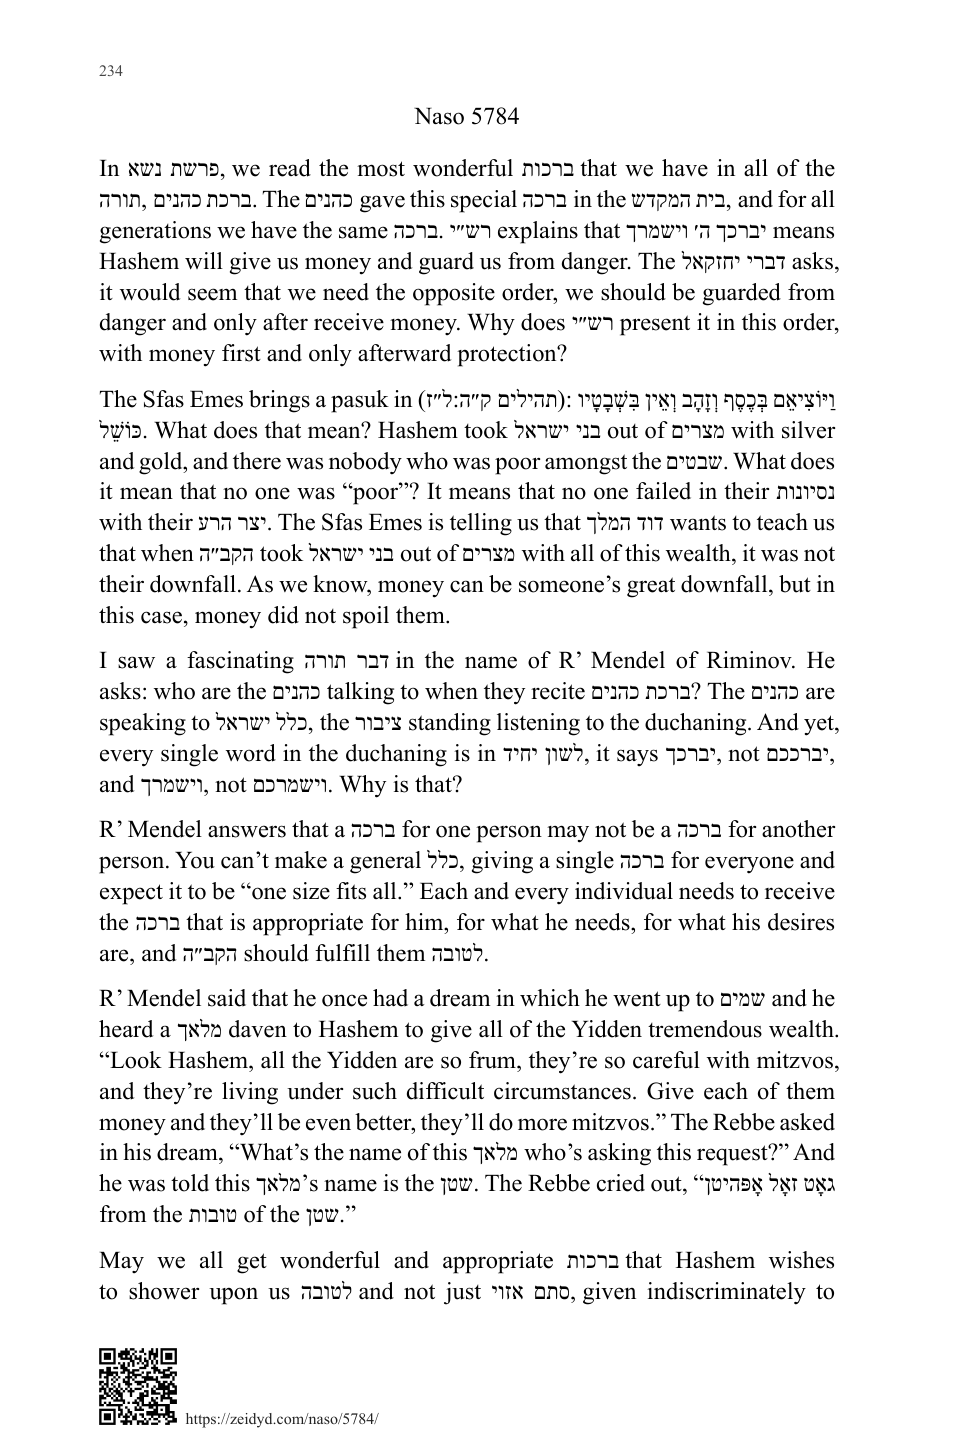 234
Naso 5784
In פרשת נשא, we read the most wonderful ברכות that we have in all of the
תורה, ברכת כהנים. The כהנים gave this special ברכה in the בית המקדש, and for all
generations we have the same ברכה. רש״י explains that יברכך ה׳ וישמרך means
Hashem will give us money and guard us from danger. The דברי יחזקאל asks,
it would seem that we need the opposite order, we should be guarded from
danger and only after receive money. Why does רש״י present it in this order,
with money first and only afterward protection?
The Sfas Emes brings a pasuk in (תהילים ק״ה:ל״ז): וַיּוֹצִיאֵם בְּכֶסֶף וְזָהָב וְאֵין בִּשְׁבָטָיו
כּוֹשֵׁל. What does that mean? Hashem took בני ישראל out of מצרים with silver
and gold, and there was nobody who was poor amongst the שבטים. What does
it mean that no one was “poor”? It means that no one failed in their נסיונות
with their יצר הרע. The Sfas Emes is telling us that דוד המלך wants to teach us
that when הקב״ה took בני ישראל out of מצרים with all of this wealth, it was not
their downfall. As we know, money can be someone’s great downfall, but in
this case, money did not spoil them.
I saw a fascinating דבר תורה in the name of R’ Mendel of Riminov. He
asks: who are the כהנים talking to when they recite ברכת כהנים? The כהנים are
speaking to כלל ישראל, the ציבור standing listening to the duchaning. And yet,
every single word in the duchaning is in לשון יחיד, it says יברכך, not יברככם,
and וישמרך, not וישמרכם. Why is that?
R’ Mendel answers that a ברכה for one person may not be a ברכה for another
person. You can’t make a general כלל, giving a single ברכה for everyone and
expect it to be “one size fits all.” Each and every individual needs to receive
the ברכה that is appropriate for him, for what he needs, for what his desires
are, and הקב״ה should fulfill them לטובה.
R’ Mendel said that he once had a dream in which he went up to שמים and he
heard a מלאך daven to Hashem to give all of the Yidden tremendous wealth.
“Look Hashem, all the Yidden are so frum, they’re so careful with mitzvos,
and they’re living under such difficult circumstances. Give each of them
money and they’ll be even better, they’ll do more mitzvos.” The Rebbe asked
in his dream, “What’s the name of this מלאך who’s asking this request?” And
he was told this מלאך’s name is the שטן. The Rebbe cried out, “גאָט זאָל אָפּהיטן
from the טובות of the שטן.”
May we all get wonderful and appropriate ברכות that Hashem wishes
to shower upon us לטובה and not just סתם אזוי, given indiscriminately to
https://zeidyd.com/naso/5784/